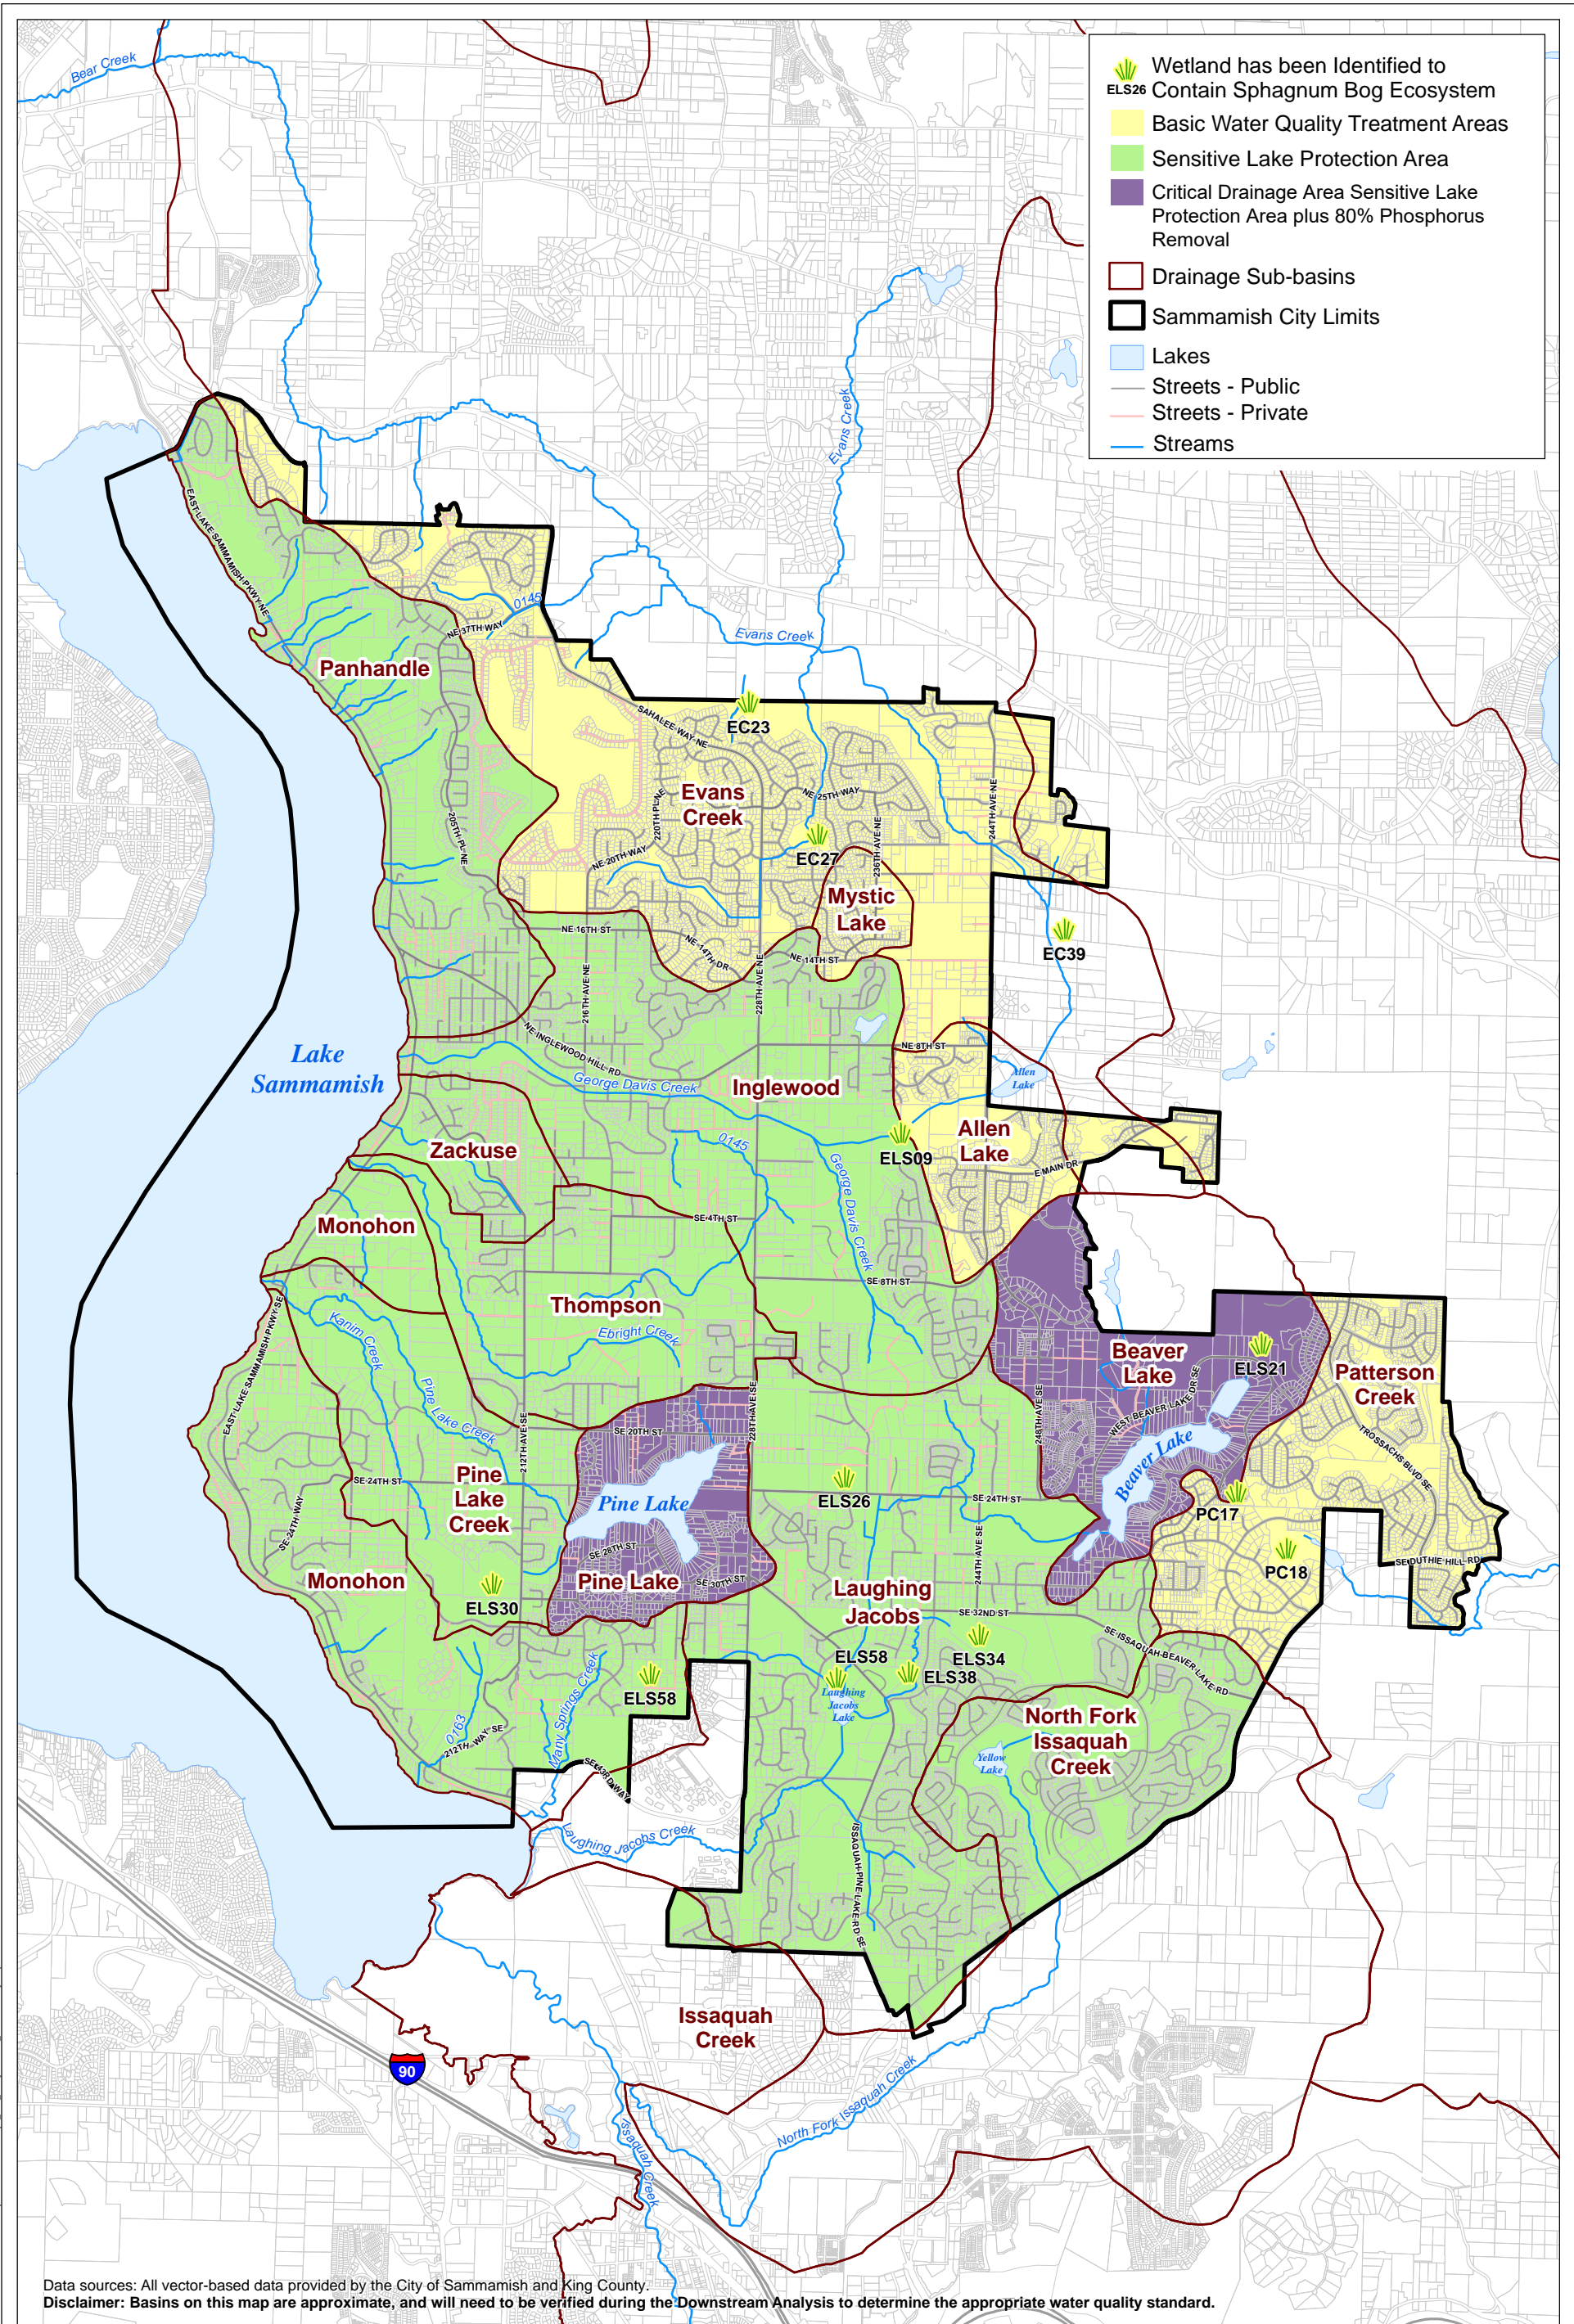 Bear Creek
ELS26
Wetland has been Identified to
Contain Sphagnum Bog Ecosystem
Basic Water Quality Treatment Areas
Sensitive Lake Protection Area
Critical Drainage Area Sensitive Lake
Protection Area plus 80% Phosphorus
Removal
Drainage Sub-basins
Sammamish City Limits
Lakes
Streets - Public
Streets - Private
Streams
Evans Creek
EAST LAKE SAMMAMISH PKWY NE
0145
NE 37TH WAY
Evans Creek
Panhandle
SAHALEE WAY NE
EC23
Evans
Creek
NE 25TH WAY
244TH AVE NE
220TH PL NE
205TH PL NE
236TH AVE NE
NE 20TH WAY
EC27
Mystic
Lake
NE 16TH ST
NE 14TH DR
NE 14TH ST
EC39
216TH AVE NE
228TH AVE NE
NE INGLEWOOD HILL RD
NE 8TH ST
Lake
Sammamish
George Davis Creek
Inglewood
Allen
Lake
Zackuse
0145
ELS09
Allen
Lake
E MAIN DR
George Davis Creek
Monohon
SE 4TH ST
SE 8TH ST
Thompson
Kanim Creek
Ebright Creek
EAST LAKE SAMMAMISH PKWY SE
Beaver
Lake
ELS21
Patterson
Creek
Pine Lake Creek
228TH AVE SE
248TH AVE SE
WEST BEAVER LAKE DR SE
212TH AVE SE
SE 20TH ST
TROSSACHS BLVD SE
Beaver Lake
SE 24TH ST
Pine
Lake
Creek
Pine Lake
ELS26
SE 24TH ST
PC17
SE 24TH WAY
SE 28TH ST
244TH AVE SE
PC18
SE DUTHIE HILL RD
Monohon
ELS30
Pine Lake
SE 30TH ST
Laughing
Jacobs
SE 32ND ST
SE ISSAQUAH-BEAVER LAKE RD
ELS58
ELS34
ELS38
ELS58
Laughing
Jacobs
Lake
Many Springs Creek
0163
212TH WAY SE
North Fork
Issaquah
Creek
Yellow
Lake
SE 43RD WAY
Laughing Jacobs Creek
ISSAQUAH-PINE LAKE RD SE
Issaquah
Creek
90
North Fork Issaquah Creek
Issaquah Creek
Data sources: All vector-based data provided by the City of Sammamish and King County.
Disclaimer: Basins on this map are approximate, and will need to be verified during the Downstream Analysis to determine the appropriate water quality standard.